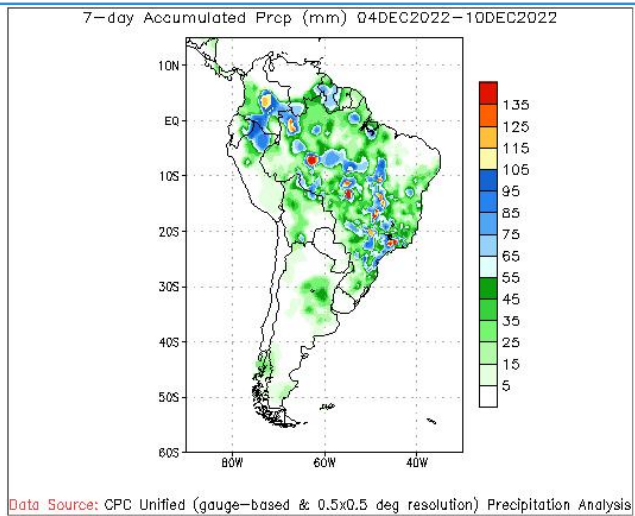 7-day Accumulated Prcp (mm) 04DEC2022-10DEC2022
10N
EQ
10S
20S
30S
40S
50S
60S
80W 60W 40W
135
125
115
105
95
85
75
65
55
45
35
25
15
5
Data Source: CPC Unified (gauge-based & 0.5x0.5 deg resolution) Precipitation Analysis